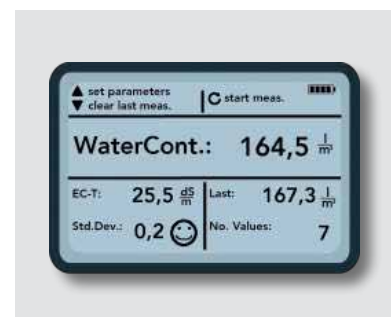 ▲ set parameters
▼ clear last meas.
start meas.
WaterCont.: 164,5 l/m³
EC-T: 25,5 dS/m
Last: 167,3 l/m³
Std.Dev.: 0,2
No. Values: 7